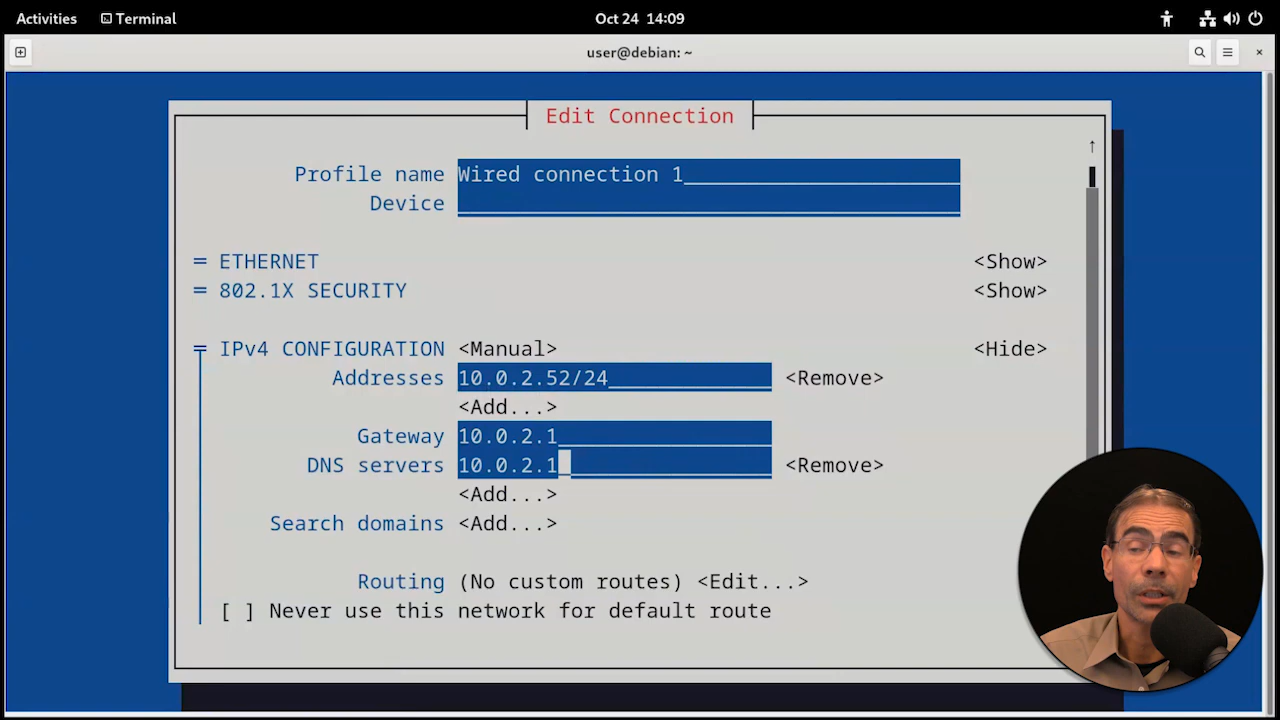 Activities Terminal Oct 24 14:09
user@debian: ~
Edit Connection
Profile name Wired connection 1
Device
= ETHERNET <Show>
= 802.1X SECURITY <Show>
= IPv4 CONFIGURATION <Manual> <Hide>
Addresses 10.0.2.52/24 <Remove>
<Add...>
Gateway 10.0.2.1
DNS servers 10.0.2.1 <Remove>
<Add...>
Search domains <Add...>
Routing (No custom routes) <Edit...>
[ ] Never use this network for default route